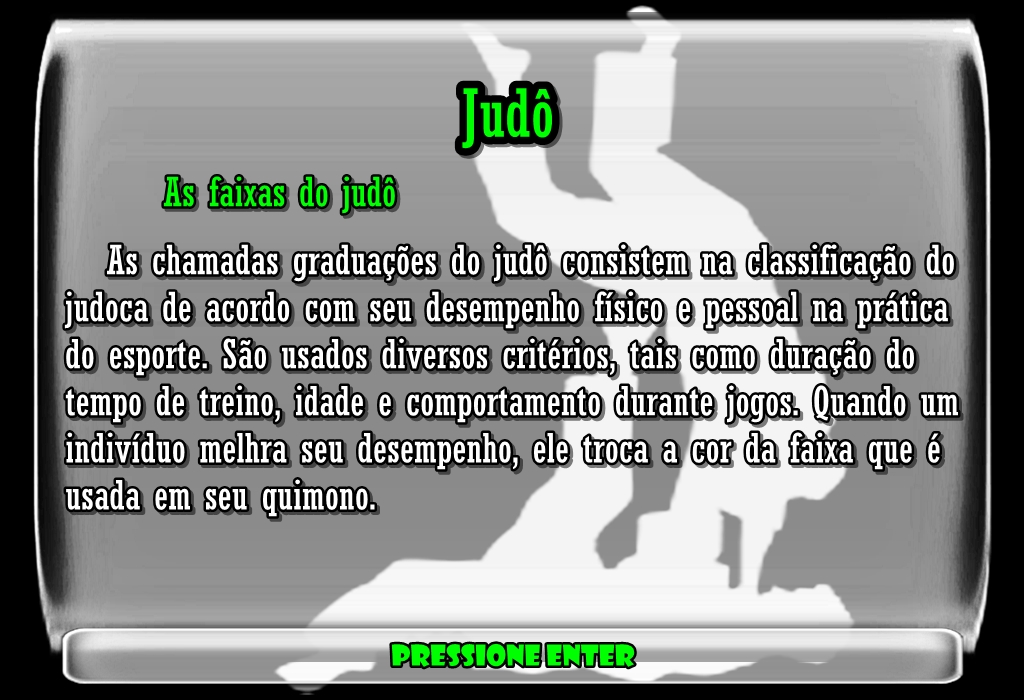 Judô
As faixas do judô
As chamadas graduações do judô consistem na classificação do
judoca de acordo com seu desempenho físico e pessoal na prática
do esporte. São usados diversos critérios, tais como duração do
tempo de treino, idade e comportamento durante jogos. Quando um
indivíduo melhra seu desempenho, ele troca a cor da faixa que é
usada em seu quimono.
PRESSIONE ENTER